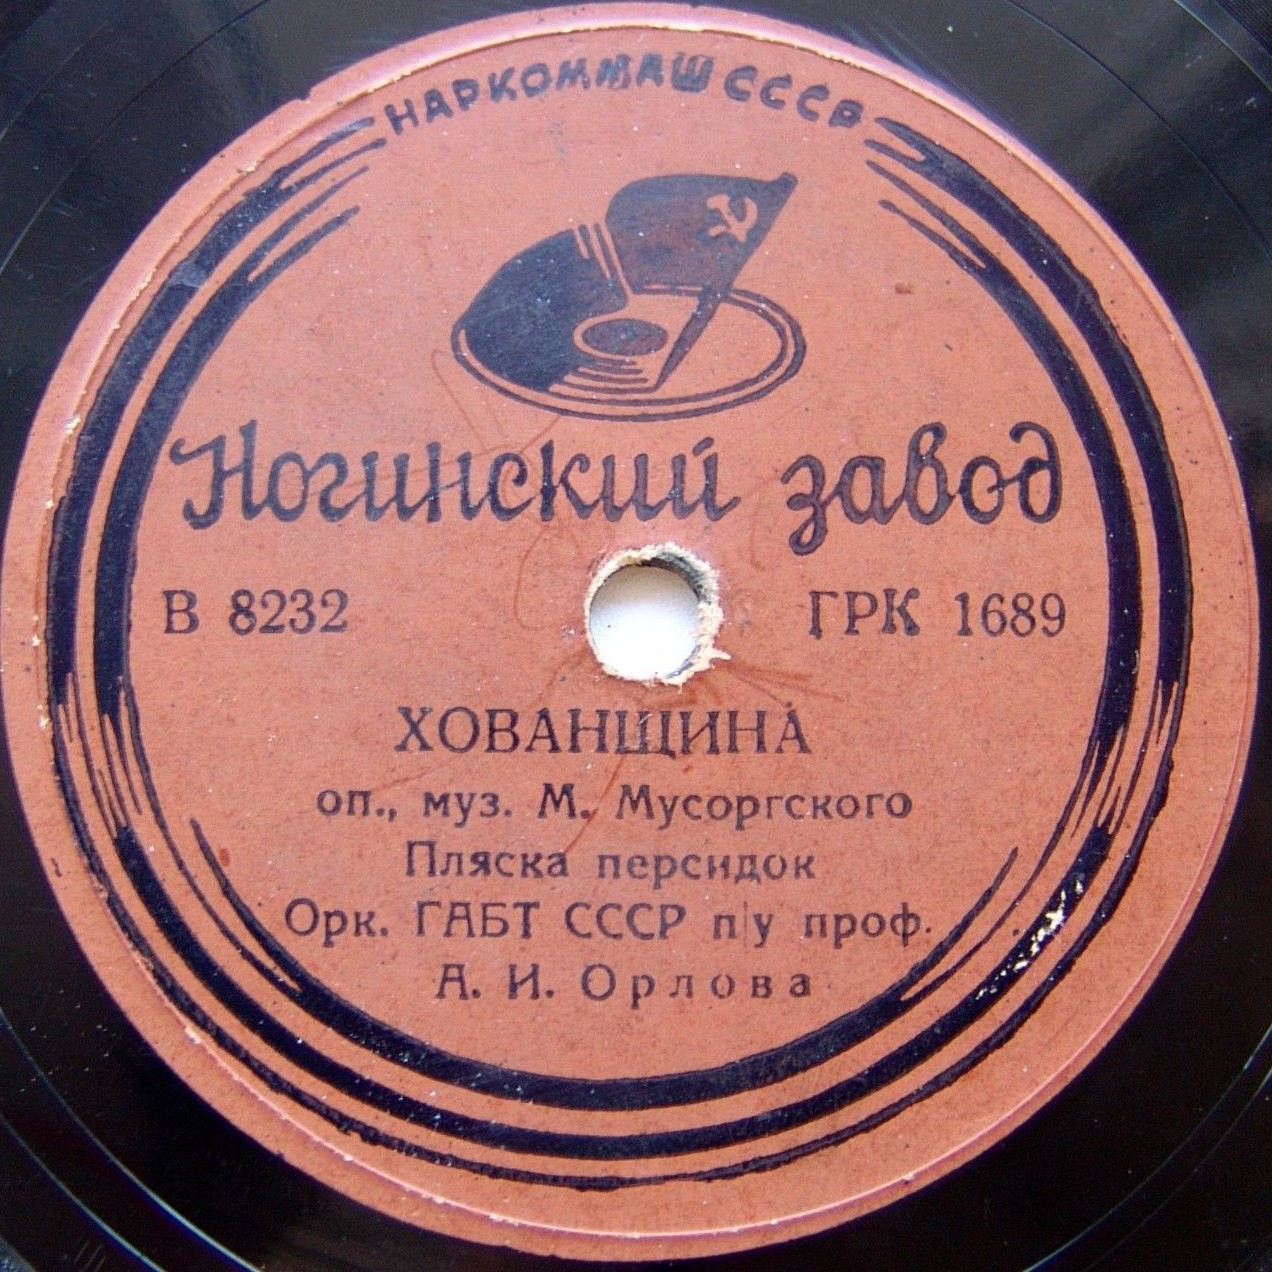 НАРКОММАШ СССР
Ногинский завод
В 8232 ГРК 1689
ХОВАНЩИНА
оп., муз. М. Мусоргского
Пляска персидок
Орк. ГАБТ СССР п/у проф.
А. И. Орлова